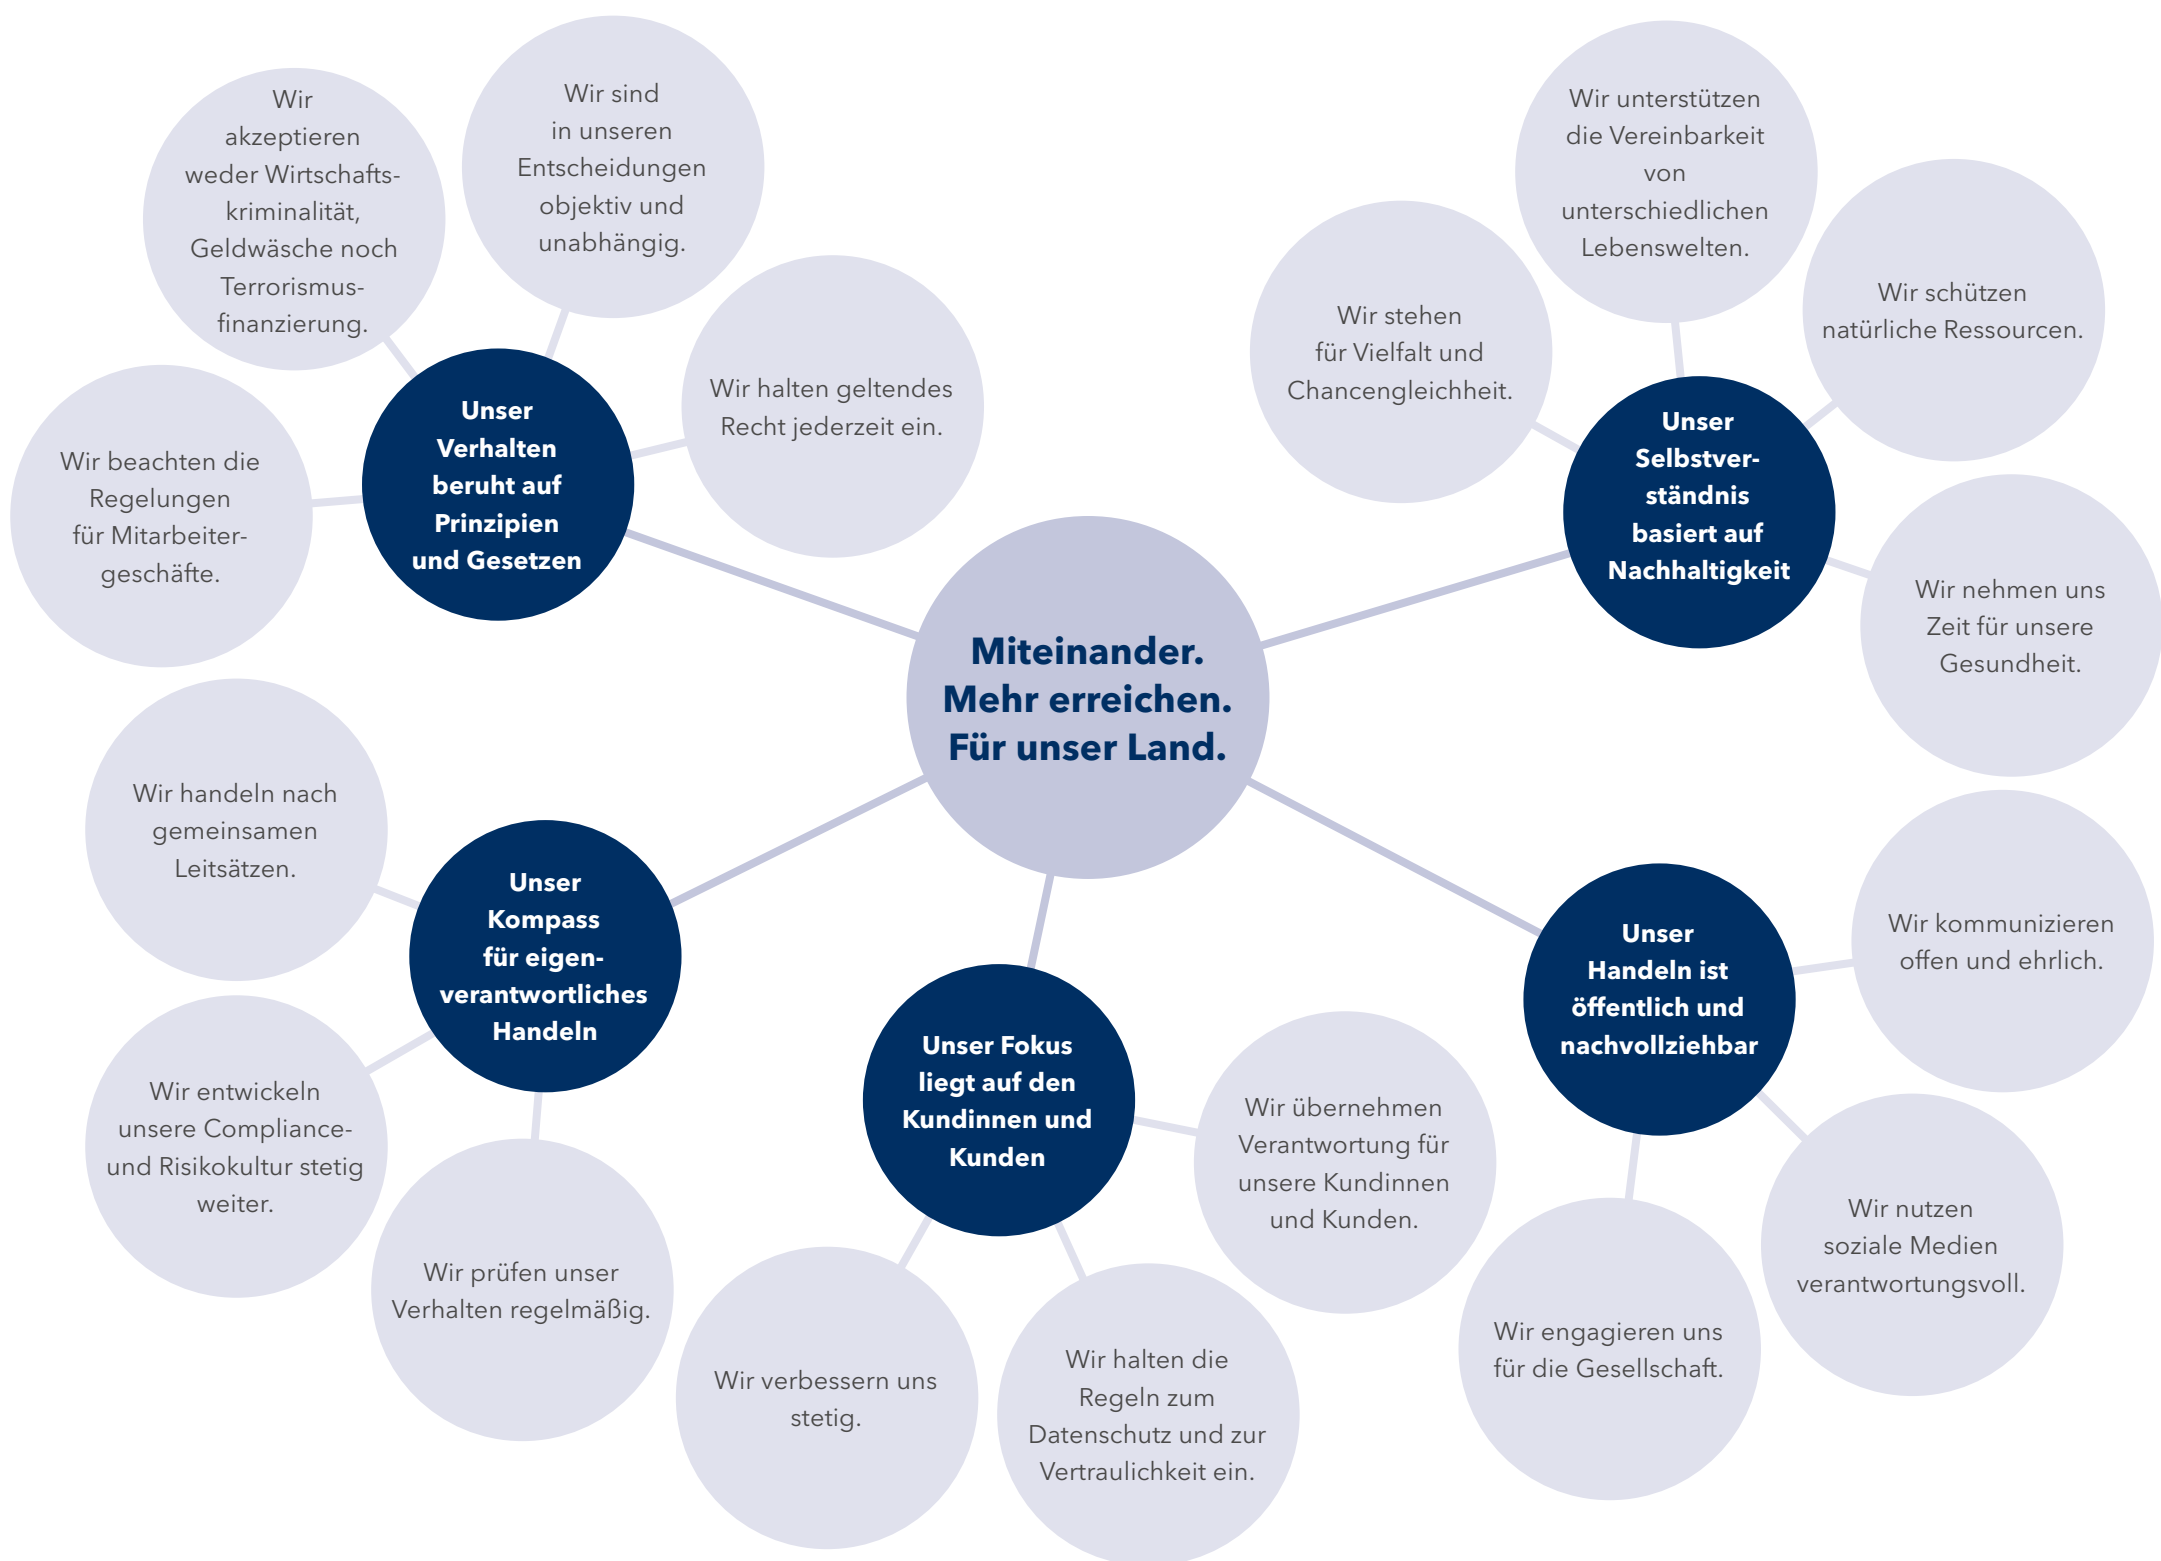 Miteinander.
Mehr erreichen.
Für unser Land.
Unser
Verhalten
beruht auf
Prinzipien
und Gesetzen
Wir beachten die
Regelungen
für Mitarbeiter-
geschäfte.
Wir
akzeptieren
weder Wirtschafts-
kriminalität,
Geldwäsche noch
Terrorismus-
finanzierung.
Wir sind
in unseren
Entscheidungen
objektiv und
unabhängig.
Wir halten geltendes
Recht jederzeit ein.
Unser
Selbstver-
ständnis
basiert auf
Nachhaltigkeit
Wir stehen
für Vielfalt und
Chancengleichheit.
Wir unterstützen
die Vereinbarkeit
von
unterschiedlichen
Lebenswelten.
Wir schützen
natürliche Ressourcen.
Wir nehmen uns
Zeit für unsere
Gesundheit.
Unser
Handeln ist
öffentlich und
nachvollziehbar
Wir kommunizieren
offen und ehrlich.
Wir nutzen
soziale Medien
verantwortungsvoll.
Wir engagieren uns
für die Gesellschaft.
Unser Fokus
liegt auf den
Kundinnen und
Kunden
Wir übernehmen
Verantwortung für
unsere Kundinnen
und Kunden.
Wir halten die
Regeln zum
Datenschutz und zur
Vertraulichkeit ein.
Wir verbessern uns
stetig.
Unser
Kompass
für eigen-
verantwortliches
Handeln
Wir handeln nach
gemeinsamen
Leitsätzen.
Wir entwickeln
unsere Compliance-
und Risikokultur stetig
weiter.
Wir prüfen unser
Verhalten regelmäßig.